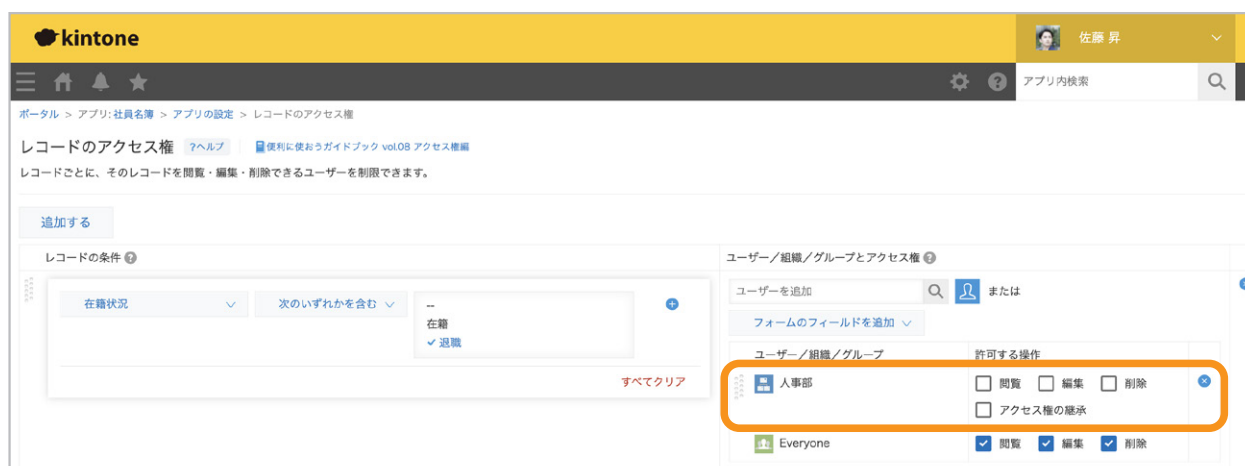 kintone
佐藤 昇
アプリ内検索
ポータル > アプリ: 社員名簿 > アプリの設定 > レコードのアクセス権
レコードのアクセス権 ?ヘルプ 便利に使おうガイドブック vol.08 アクセス権編
レコードごとに、そのレコードを閲覧・編集・削除できるユーザーを制限できます。
追加する
レコードの条件 ?
ユーザー／組織／グループとアクセス権 ?
在籍状況 次のいずれかを含む
--
在籍
退職
すべてクリア
ユーザーを追加 または
フォームのフィールドを追加
ユーザー／組織／グループ 許可する操作
人事部 閲覧 編集 削除
アクセス権の継承
Everyone 閲覧 編集 削除